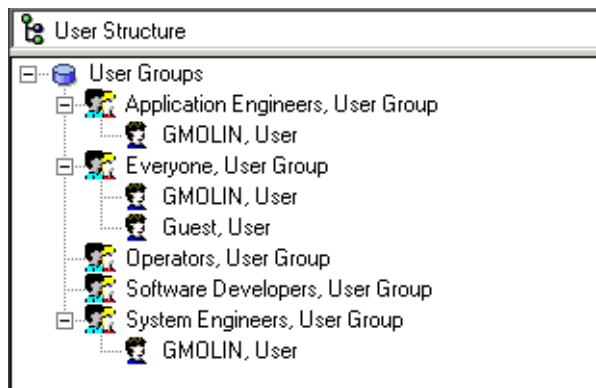 User Structure
User Groups
Application Engineers, User Group
GMOLIN, User
Everyone, User Group
GMOLIN, User
Guest, User
Operators, User Group
Software Developers, User Group
System Engineers, User Group
GMOLIN, User